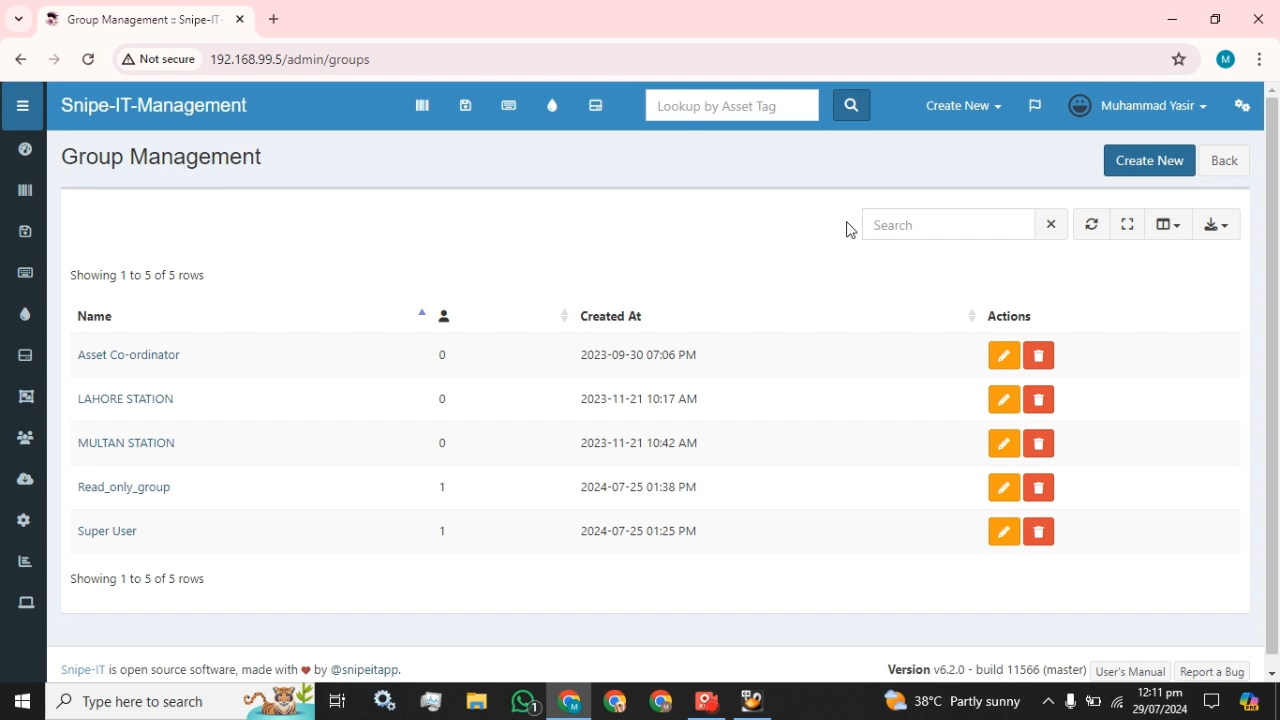 Group Management :: Snipe-IT-
Not secure 192.168.99.5/admin/groups M
Snipe-IT-Management Lookup by Asset Tag Create New Muhammad Yasir
Group Management Create New Back
Search
Showing 1 to 5 of 5 rows
Name Created At Actions
Asset Co-ordinator 0 2023-09-30 07:06 PM
LAHORE STATION 0 2023-11-21 10:17 AM
MULTAN STATION 0 2023-11-21 10:42 AM
Read_only_group 1 2024-07-25 01:38 PM
Super User 1 2024-07-25 01:25 PM
Showing 1 to 5 of 5 rows
Snipe-IT is open source software, made with ❤ by @snipeitapp. Version v6.2.0 - build 11566 (master) User's Manual Report a Bug
Type here to search 1 M 38°C Partly sunny 12:11 pm
29/07/2024